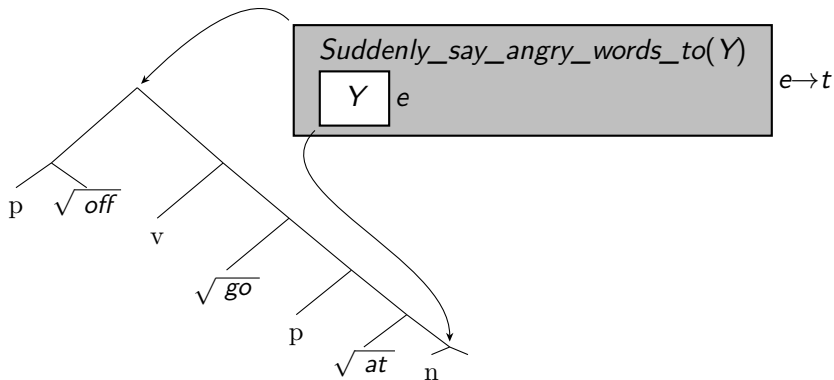 Suddenly_say_angry_words_to(Y)
Y e
e→t
p √off
v
√go
p
√at
n